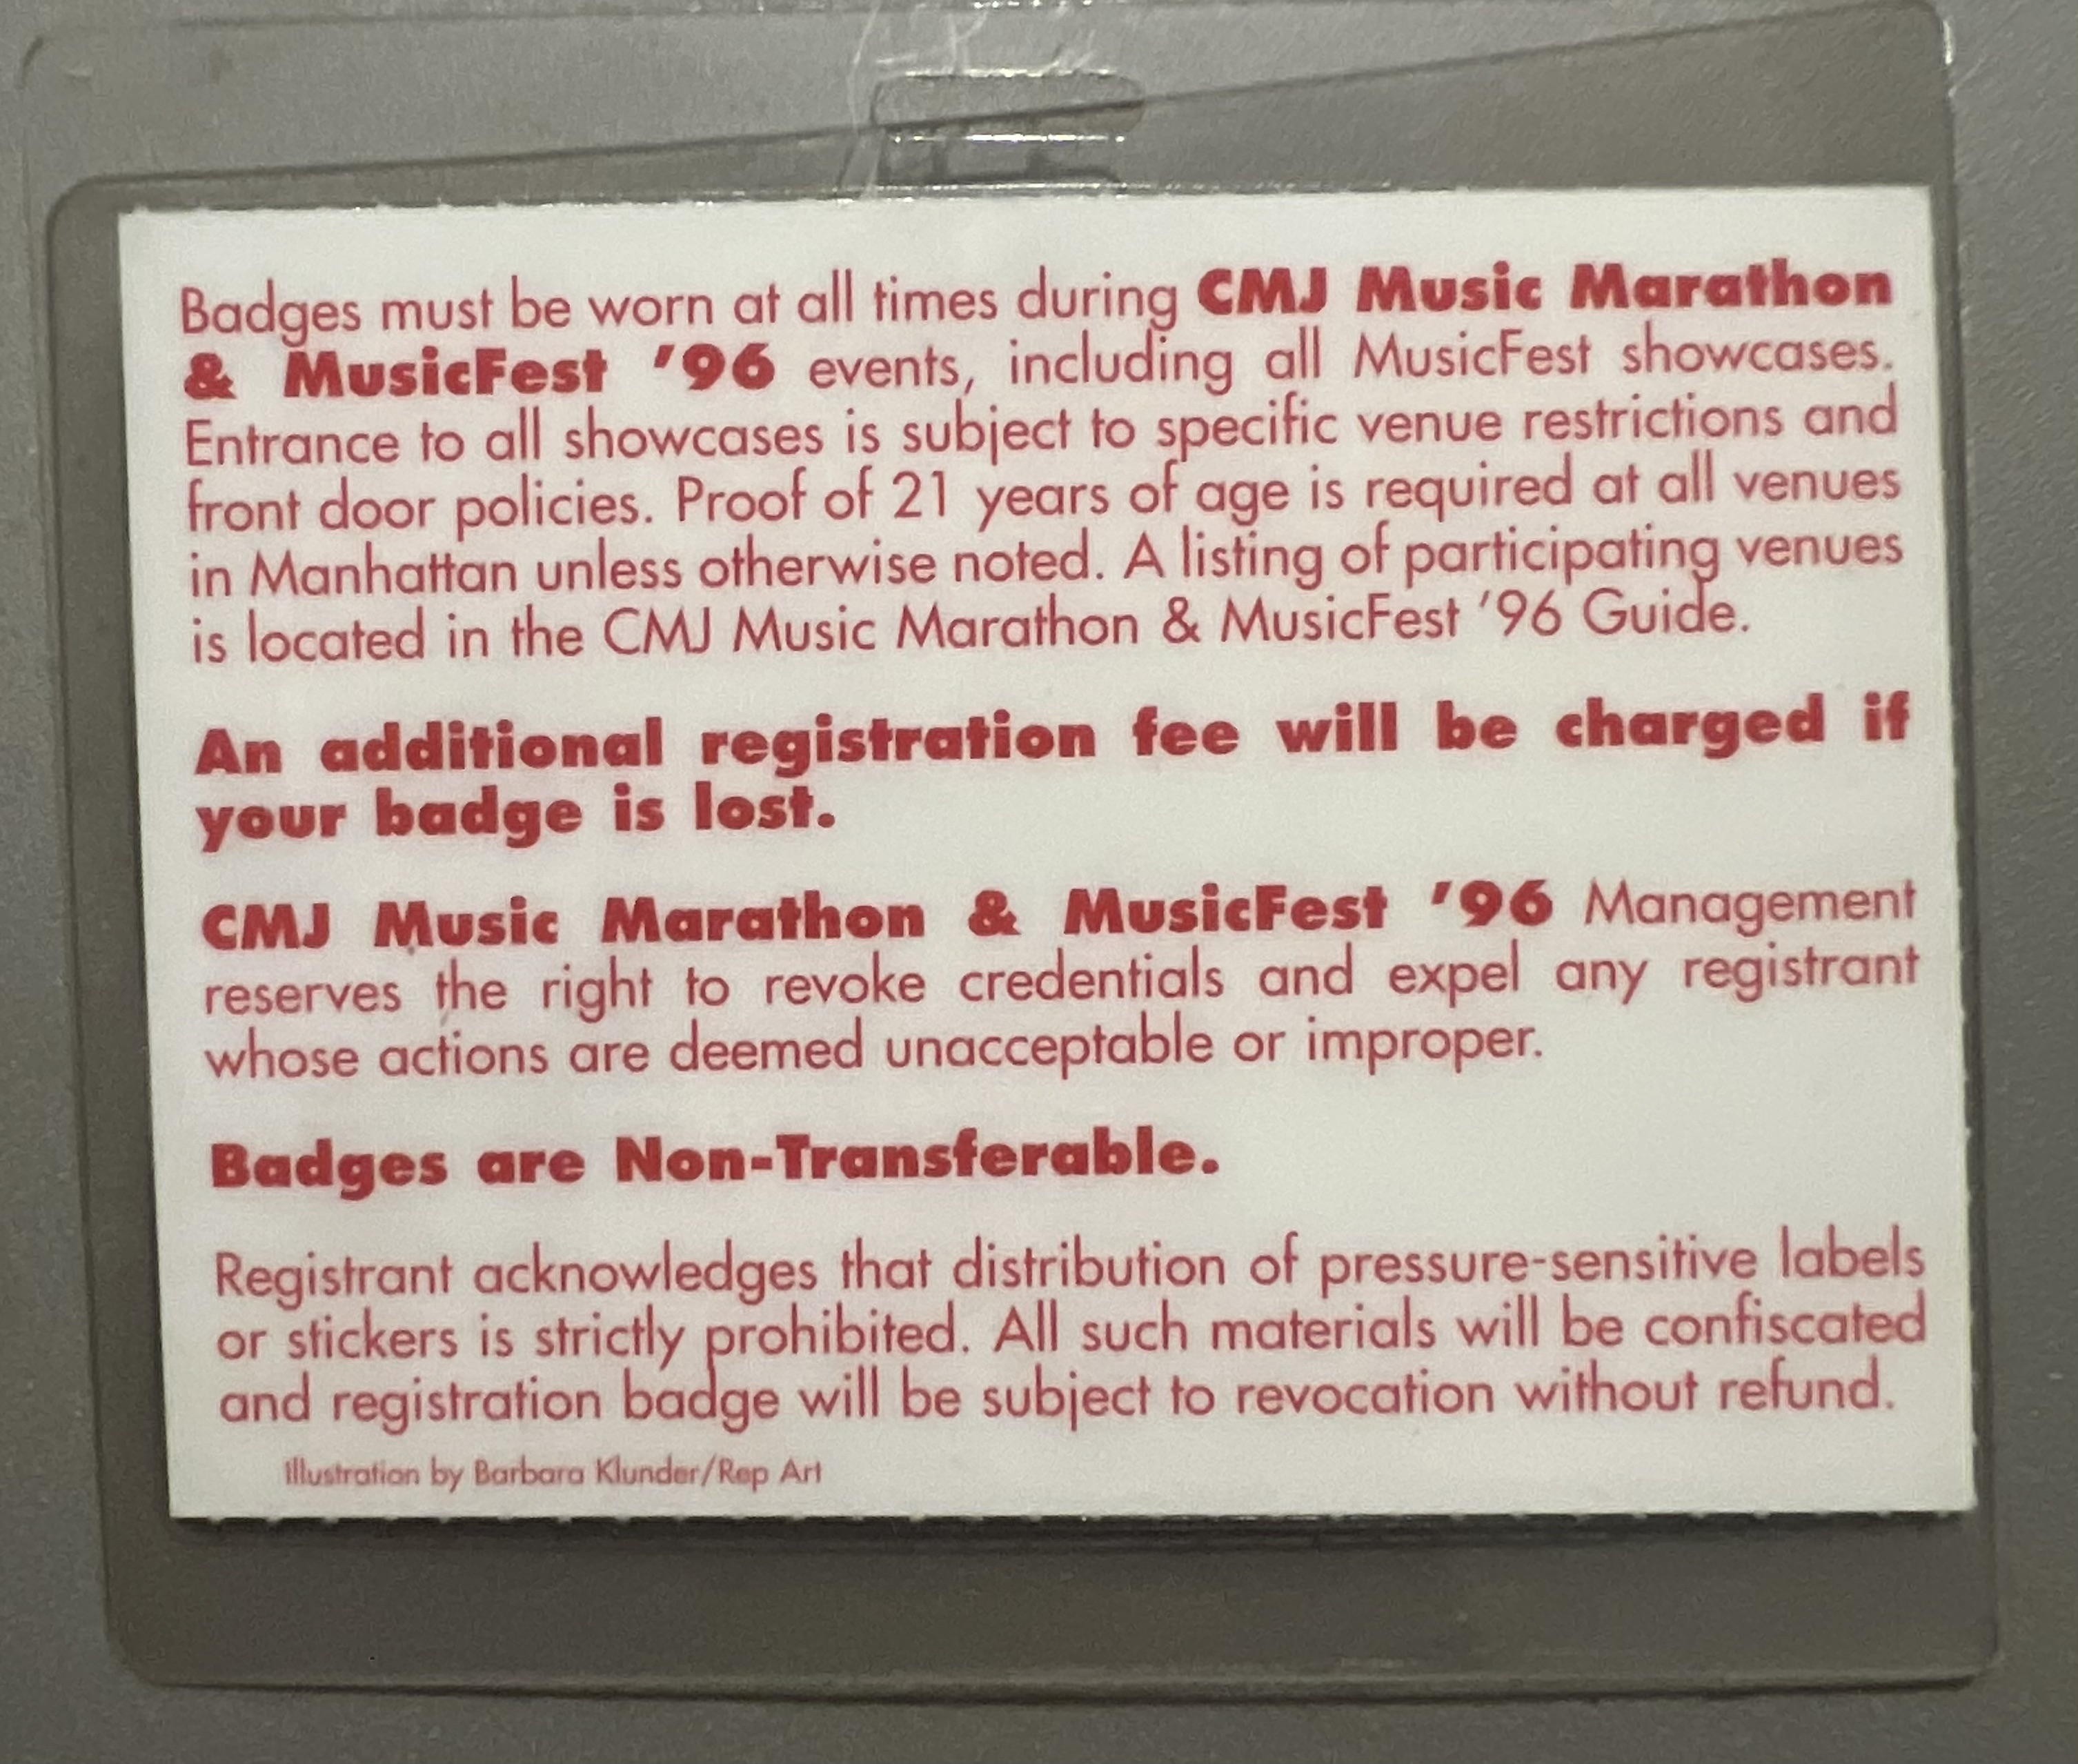 Badges must be worn at all times during CMJ Music Marathon
& MusicFest '96 events, including all MusicFest showcases.
Entrance to all showcases is subject to specific venue restrictions and
front door policies. Proof of 21 years of age is required at all venues
in Manhattan unless otherwise noted. A listing of participating venues
is located in the CMJ Music Marathon & MusicFest '96 Guide.
An additional registration fee will be charged if
your badge is lost.
CMJ Music Marathon & MusicFest '96 Management
reserves the right to revoke credentials and expel any registrant
whose actions are deemed unacceptable or improper.
Badges are Non-Transferable.
Registrant acknowledges that distribution of pressure-sensitive labels
or stickers is strictly prohibited. All such materials will be confiscated
and registration badge will be subject to revocation without refund.
Illustration by Barbara Klunder/Rep Art